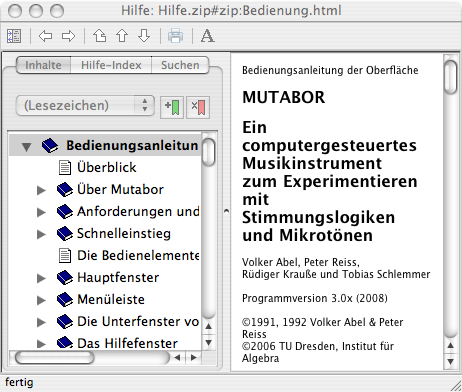 Hilfe: Hilfe.zip#zip:Bedienung.html
A
Inhalte Hilfe-Index Suchen
(Lesezeichen)
Bedienungsanleitun
Überblick
Über Mutabor
Anforderungen und
Schnelleinstieg
Die Bedienelemente
Hauptfenster
Menüleiste
Die Unterfenster vo
Das Hilfefenster
Bedienungsanleitung der Oberfläche
MUTABOR
Ein
computergesteuertes
Musikinstrument
zum Experimentieren
mit
Stimmungslogiken
und Mikrotönen
Volker Abel, Peter Reiss,
Rüdiger Krauße und Tobias Schlemmer
Programmversion 3.0x (2008)
©1991, 1992 Volker Abel & Peter
Reiss
©2006 TU Dresden, Institut für
Algebra
fertig